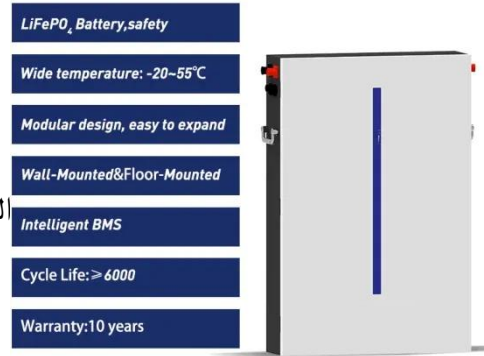 LiFePO₄ Battery,safety
Wide temperature: -20~55℃
Modular design, easy to expand
Wall-Mounted&Floor-Mounted
Intelligent BMS
Cycle Life:≥6000
Warranty:10 years